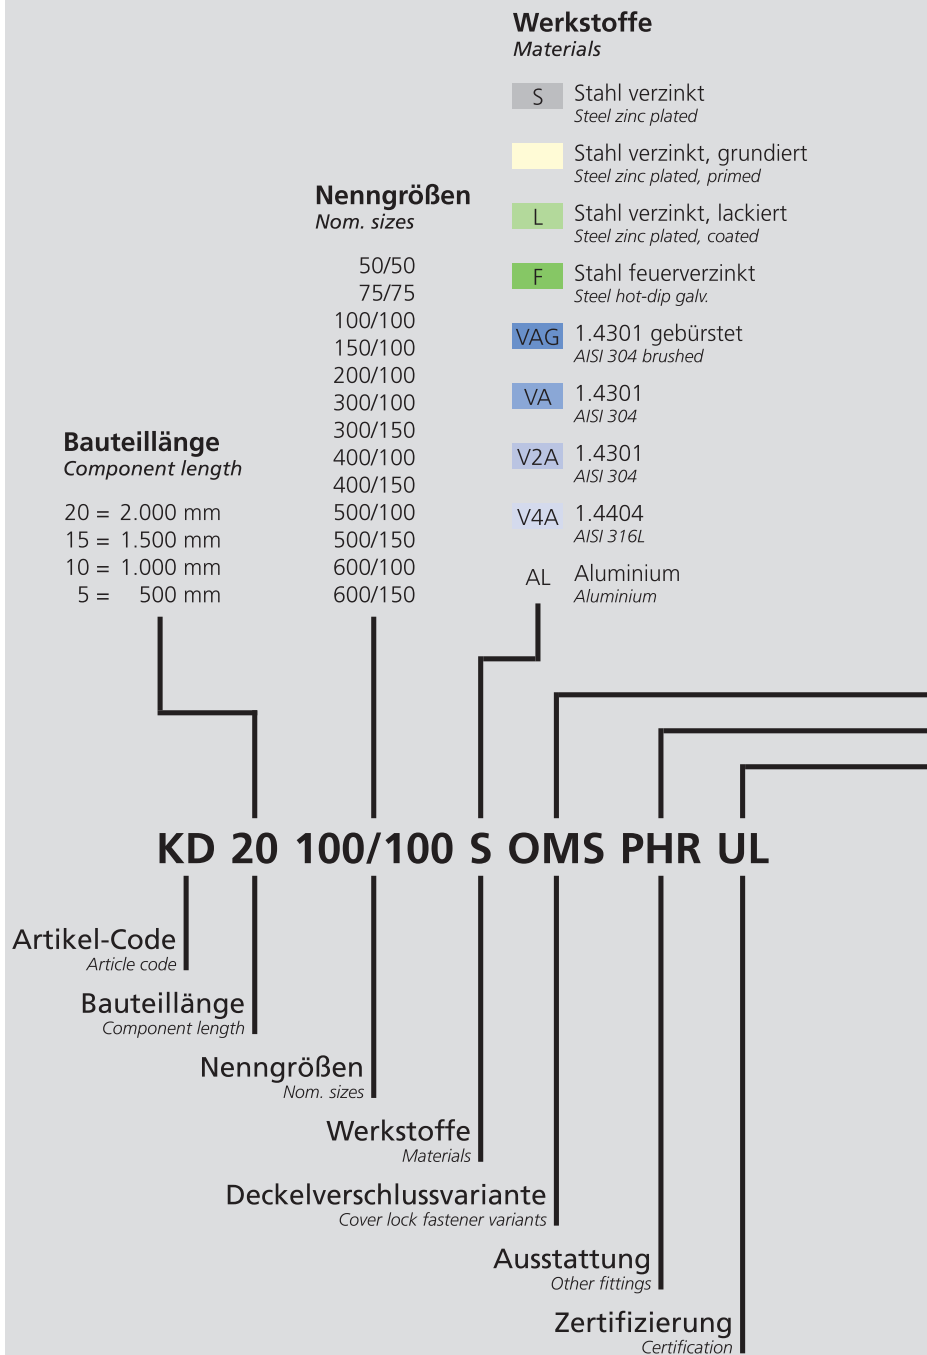 Werkstoffe
Materials
S Stahl verzinkt
Steel zinc plated
Stahl verzinkt, grundiert
Steel zinc plated, primed
L Stahl verzinkt, lackiert
Steel zinc plated, coated
F Stahl feuerverzinkt
Steel hot-dip galv.
VAG 1.4301 gebürstet
AISI 304 brushed
VA 1.4301
AISI 304
V2A 1.4301
AISI 304
V4A 1.4404
AISI 316L
AL Aluminium
Aluminium
Nenngrößen
Nom. sizes
50/50
75/75
100/100
150/100
200/100
300/100
300/150
400/100
400/150
500/100
500/150
600/100
600/150
Bauteillänge
Component length
20 = 2.000 mm
15 = 1.500 mm
10 = 1.000 mm
5 = 500 mm
KD 20 100/100 S OMS PHR UL
Artikel-Code
Article code
Bauteillänge
Component length
Nenngrößen
Nom. sizes
Werkstoffe
Materials
Deckelverschlussvariante
Cover lock fastener variants
Ausstattung
Other fittings
Zertifizierung
Certification